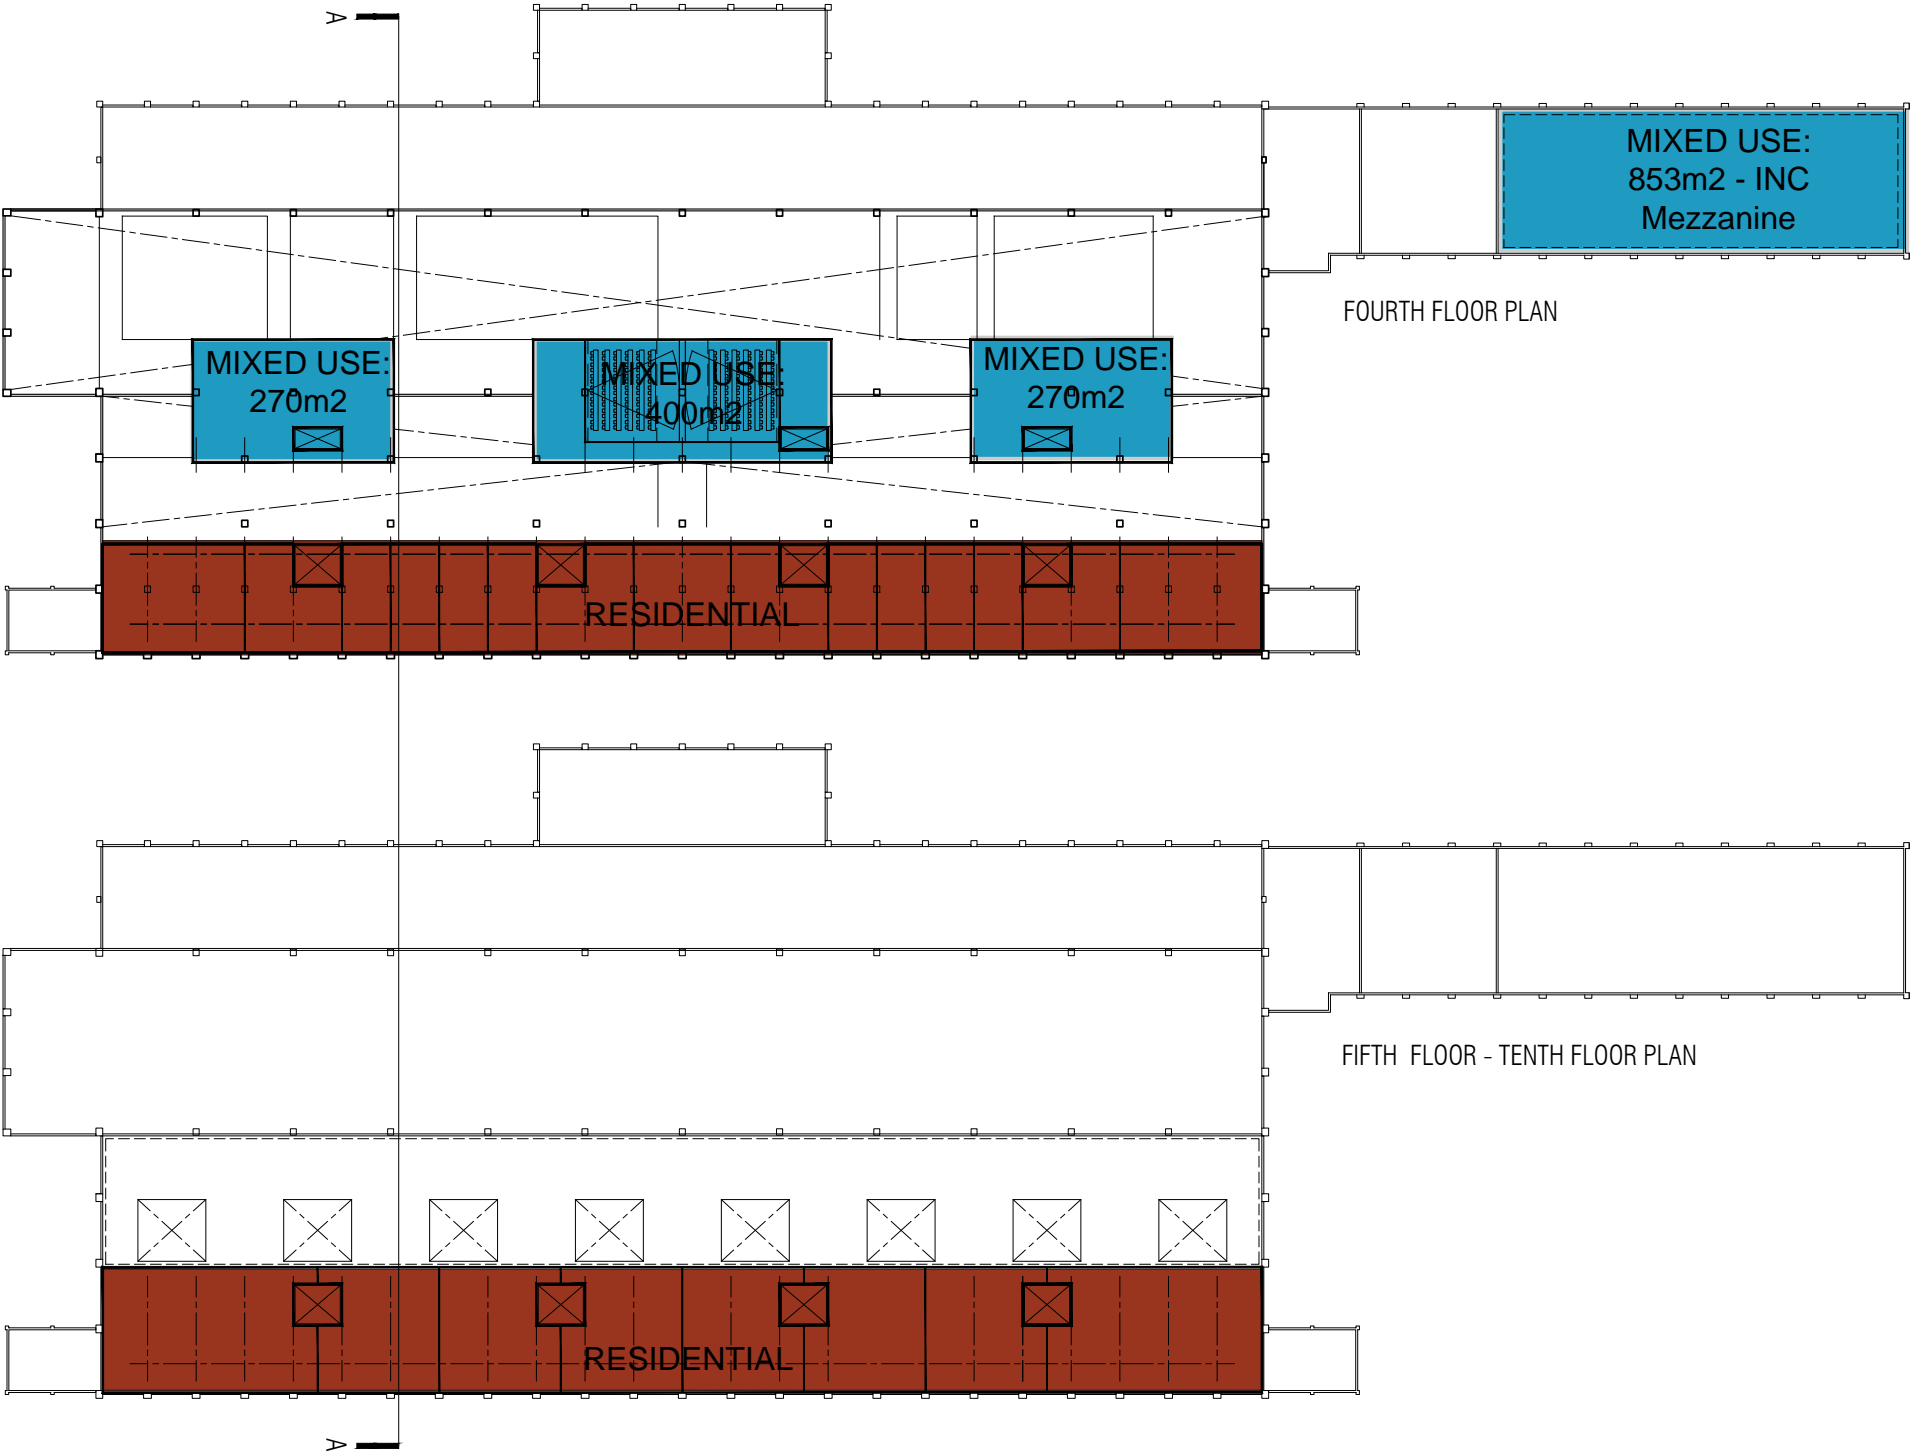 A
MIXED USE:
853m2 - INC
Mezzanine
FOURTH FLOOR PLAN
MIXED USE:
270m2
MIXED USE:
400m2
MIXED USE:
270m2
RESIDENTIAL
FIFTH FLOOR - TENTH FLOOR PLAN
RESIDENTIAL
A